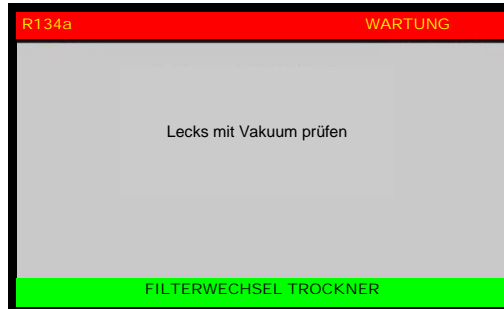 R134a WARTUNG
Lecks mit Vakuum prüfen
FILTERWECHSEL TROCKNER